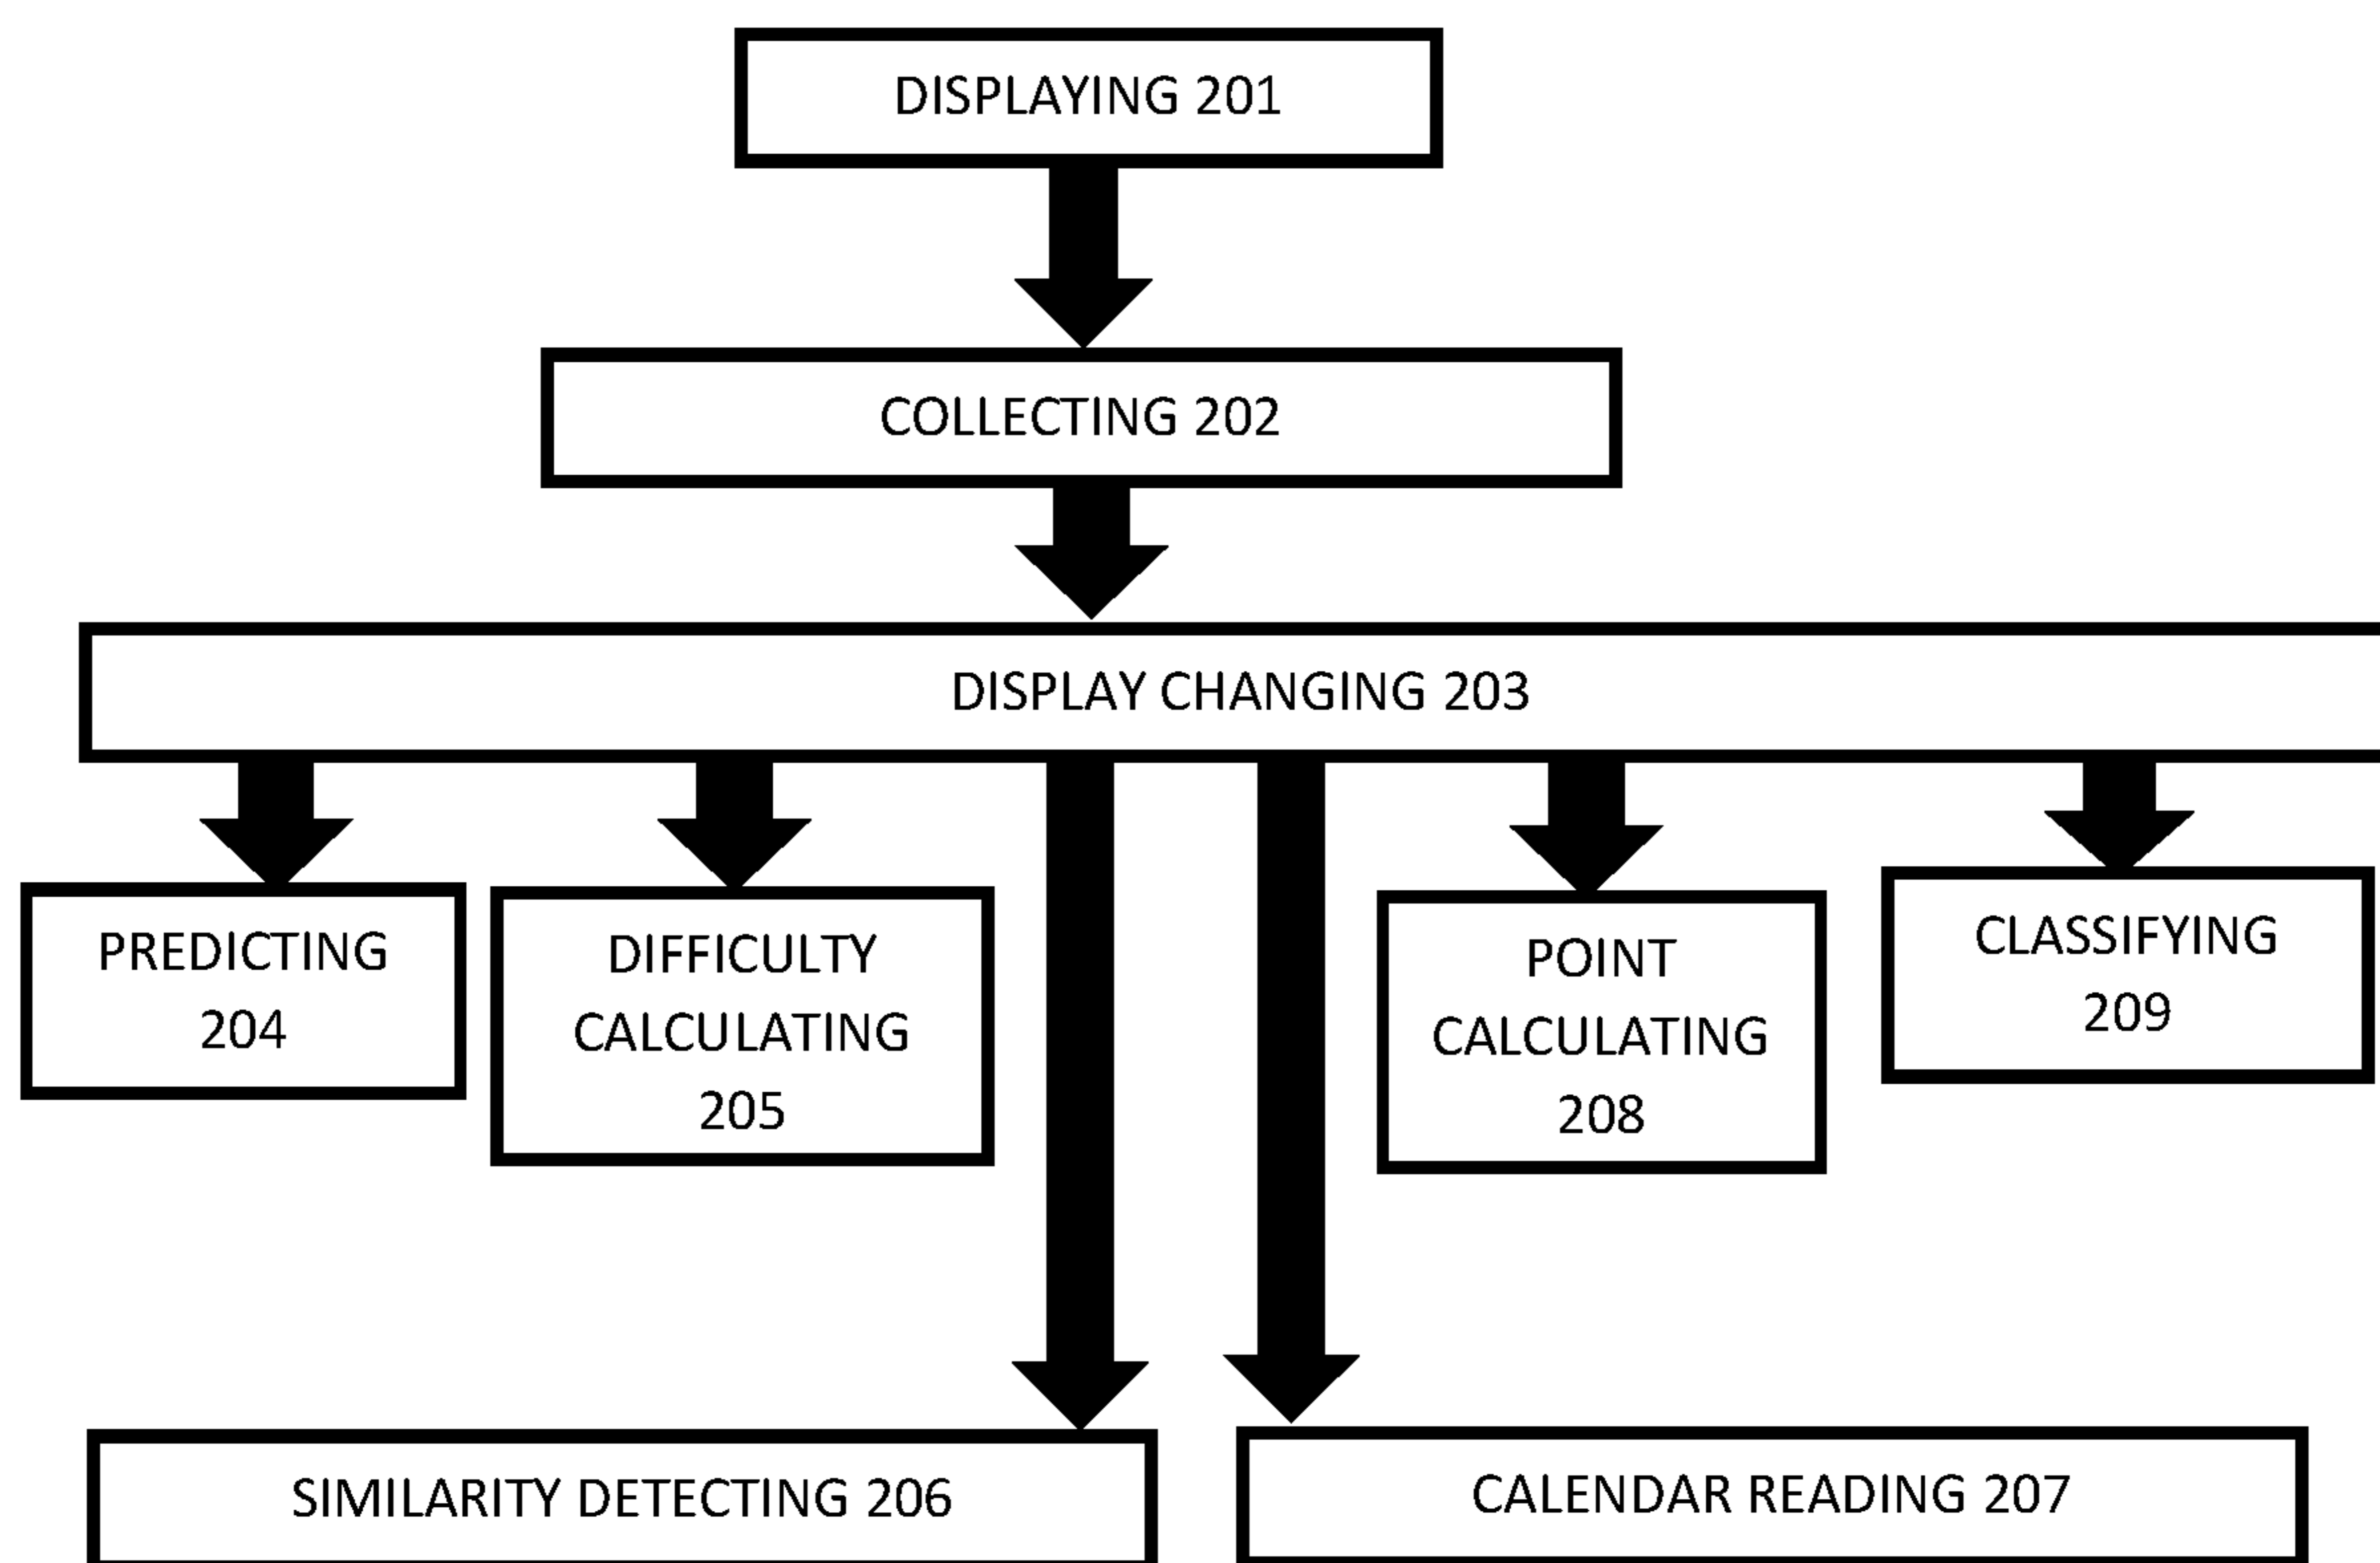 DISPLAYING 201
COLLECTING 202
DISPLAY CHANGING 203
PREDICTING
204
DIFFICULTY
CALCULATING
205
POINT
CALCULATING
208
CLASSIFYING
209
SIMILARITY DETECTING 206
CALENDAR READING 207